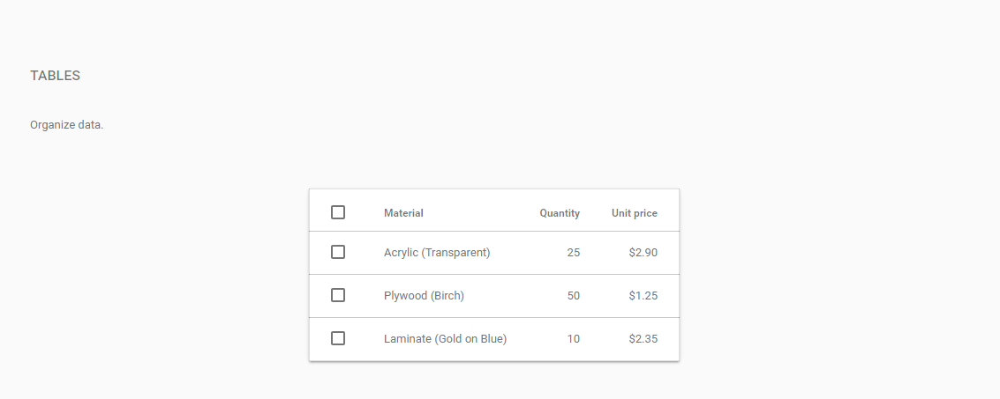 TABLES
Organize data.
Material Quantity Unit price
Acrylic (Transparent) 25 $2.90
Plywood (Birch) 50 $1.25
Laminate (Gold on Blue) 10 $2.35